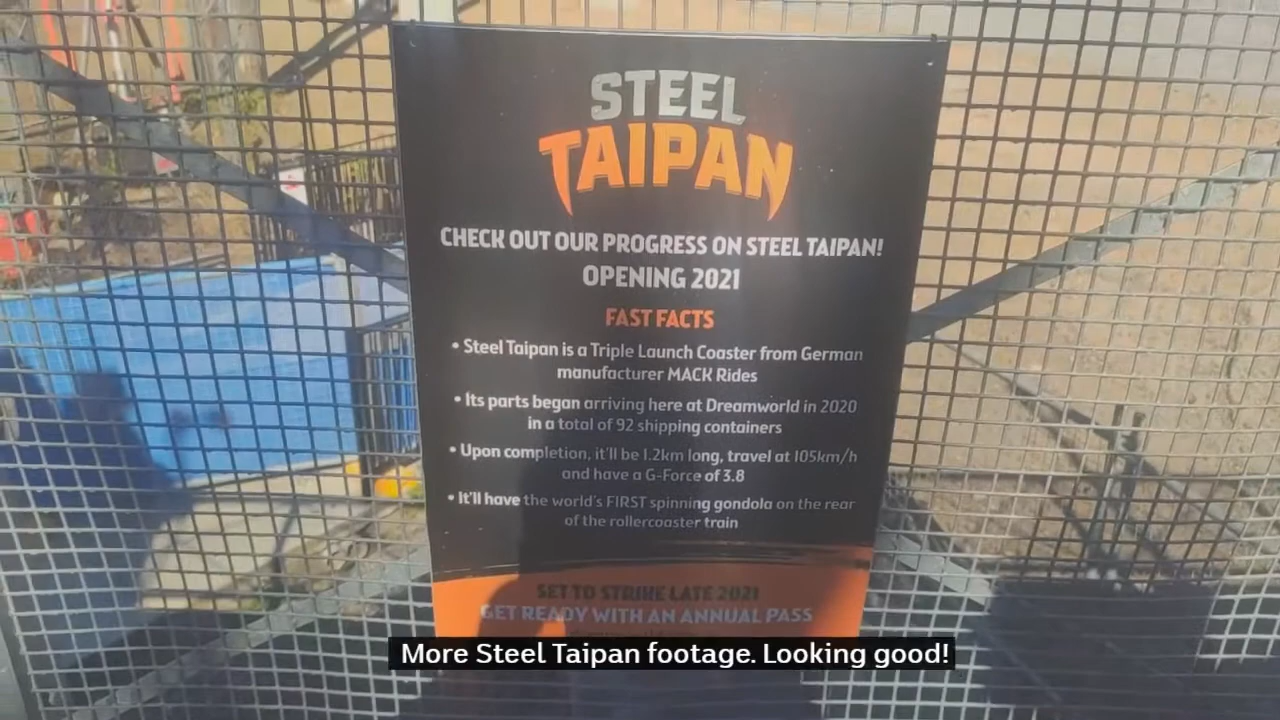 STEEL
TAIPAN
CHECK OUT OUR PROGRESS ON STEEL TAIPAN!
OPENING 2021
FAST FACTS
• Steel Taipan is a Triple Launch Coaster from German
manufacturer MACK Rides
• Its parts began arriving here at Dreamworld in 2020
in a total of 92 shipping containers
• Upon completion, it'll be 1.2km long, travel at 105km/h
and have a G-Force of 3.8
• It'll have the world's FIRST spinning gondola on the rear
of the rollercoaster train
SET TO STRIKE LATE 2021
GET READY WITH AN ANNUAL PASS
More Steel Taipan footage. Looking good!